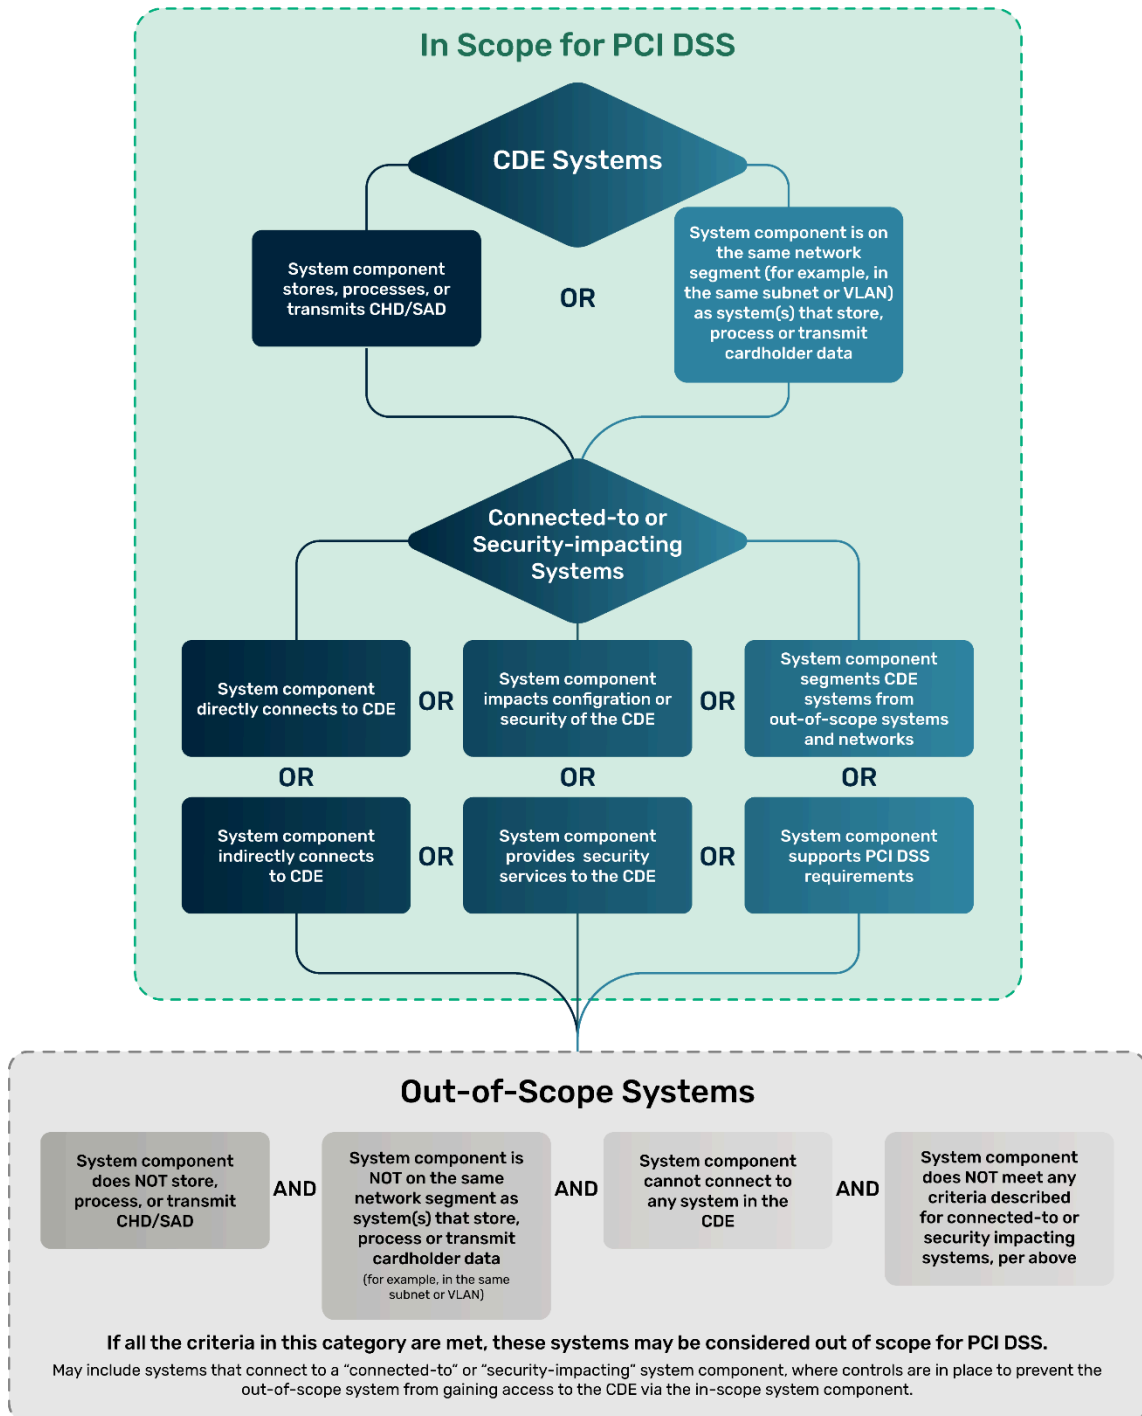 In Scope for PCI DSS
CDE Systems
System component
stores, processes, or
transmits CHD/SAD
OR
System component is on
the same network
segment (for example, in
the same subnet or VLAN)
as system(s) that store,
process or transmit
cardholder data
Connected-to or
Security-impacting
Systems
System component
directly connects to CDE
OR
System component
impacts configration or
security of the CDE
OR
System component
segments CDE
systems from
out-of-scope systems
and networks
OR
OR
OR
System component
indirectly connects
to CDE
OR
System component
provides security
services to the CDE
OR
System component
supports PCI DSS
requirements
Out-of-Scope Systems
System component
does NOT store,
process, or transmit
CHD/SAD
AND
System component is
NOT on the same
network segment as
system(s) that store,
process or transmit
cardholder data
(for example, in the same
subnet or VLAN)
AND
System component
cannot connect to
any system in the
CDE
AND
System component
does NOT meet any
criteria described
for connected-to or
security impacting
systems, per above
If all the criteria in this category are met, these systems may be considered out of scope for PCI DSS.
May include systems that connect to a “connected-to” or “security-impacting” system component, where controls are in place to prevent the
out-of-scope system from gaining access to the CDE via the in-scope system component.